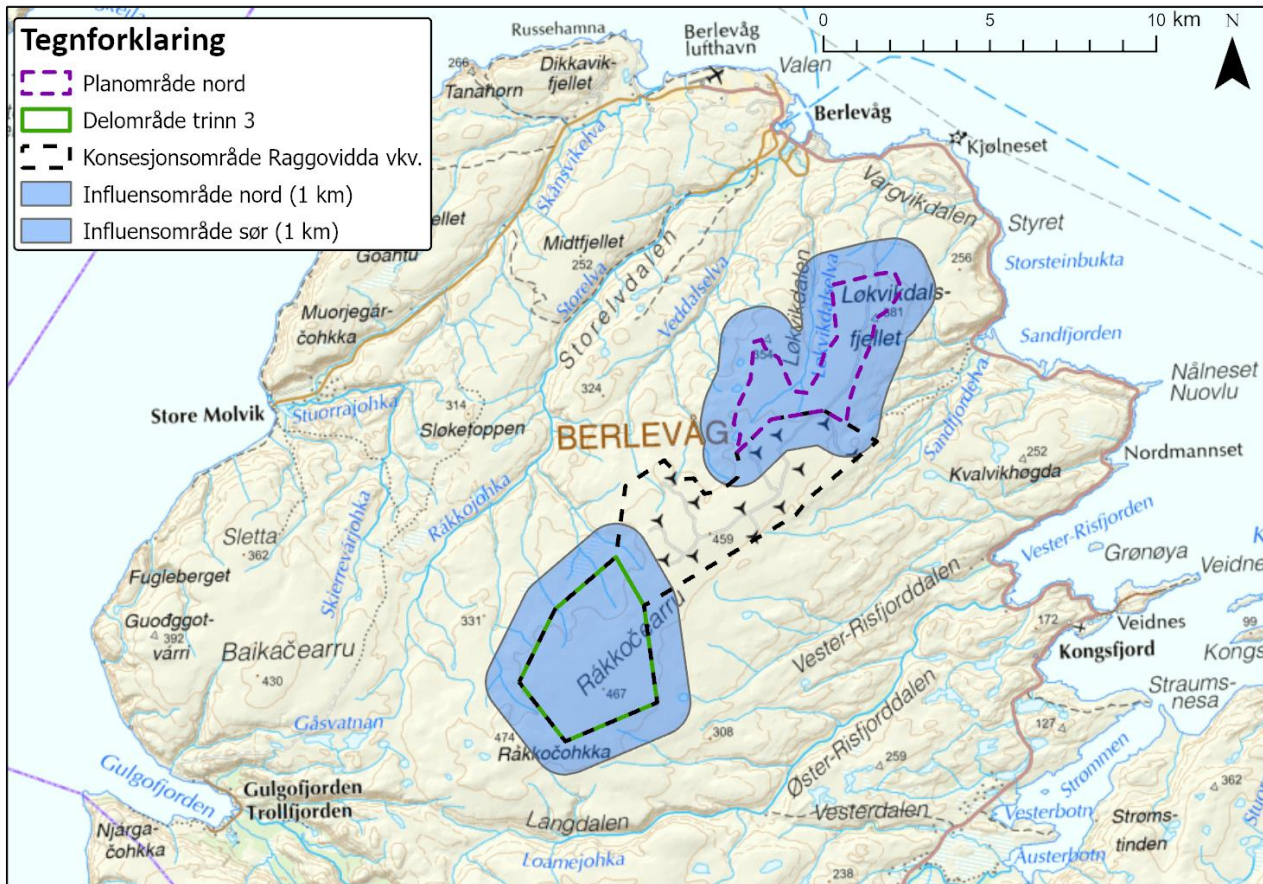 Tegnforklaring
Planområde nord
Delområde trinn 3
Konsesjonsområde Raggovidda vkv.
Influensområde nord (1 km)
Influensområde sør (1 km)
0 5 10 km
N
Russehamna
Berlevåg
lufthavn
Valen
Dikkavik-
fjellet
266
Tanahorn
Berlevåg
Kjølneset
Skånsvikelva
Vargvikdalen
Styret
Midtfjellet
252
Storelva
Storelvdalen
Veddalselva
Løkvikdalen
Løkvikdalselva
256
Storsteinbukta
Løkvikdals-
fjellet
Muorjegár-
čohkka
354
Sandfjorden
Nålneset
Nuovlu
324
Store Molvik
Stuorrajohka
314
Sløketoppen
BERLEVÅG
Sandfjordelva
252
Kvalvikhøgda
Nordmannset
Råkkojohka
Sletta
362
Skierrevárjohka
459
Vester-Risfjorden
Grønøya
Fugleberget
Guođggot-
várri
392
331
Rákkočearru
467
Vester-Risfjorddalen
172
Veidnes
99
Kongsfjord
Baikačearru
430
Straums-
nesa
Gåsvatnan
474
Rákkočohkka
308
Øster-Risfjorddalen
259
127
Strømmen
362
Gulgofjorden
Gulgofjorden
Trollfjorden
Langdalen
Vesterdalen
Vesterbotn
Strøms-
tinden
Njárga-
čohkka
Loamejohka
238
Austerbotn